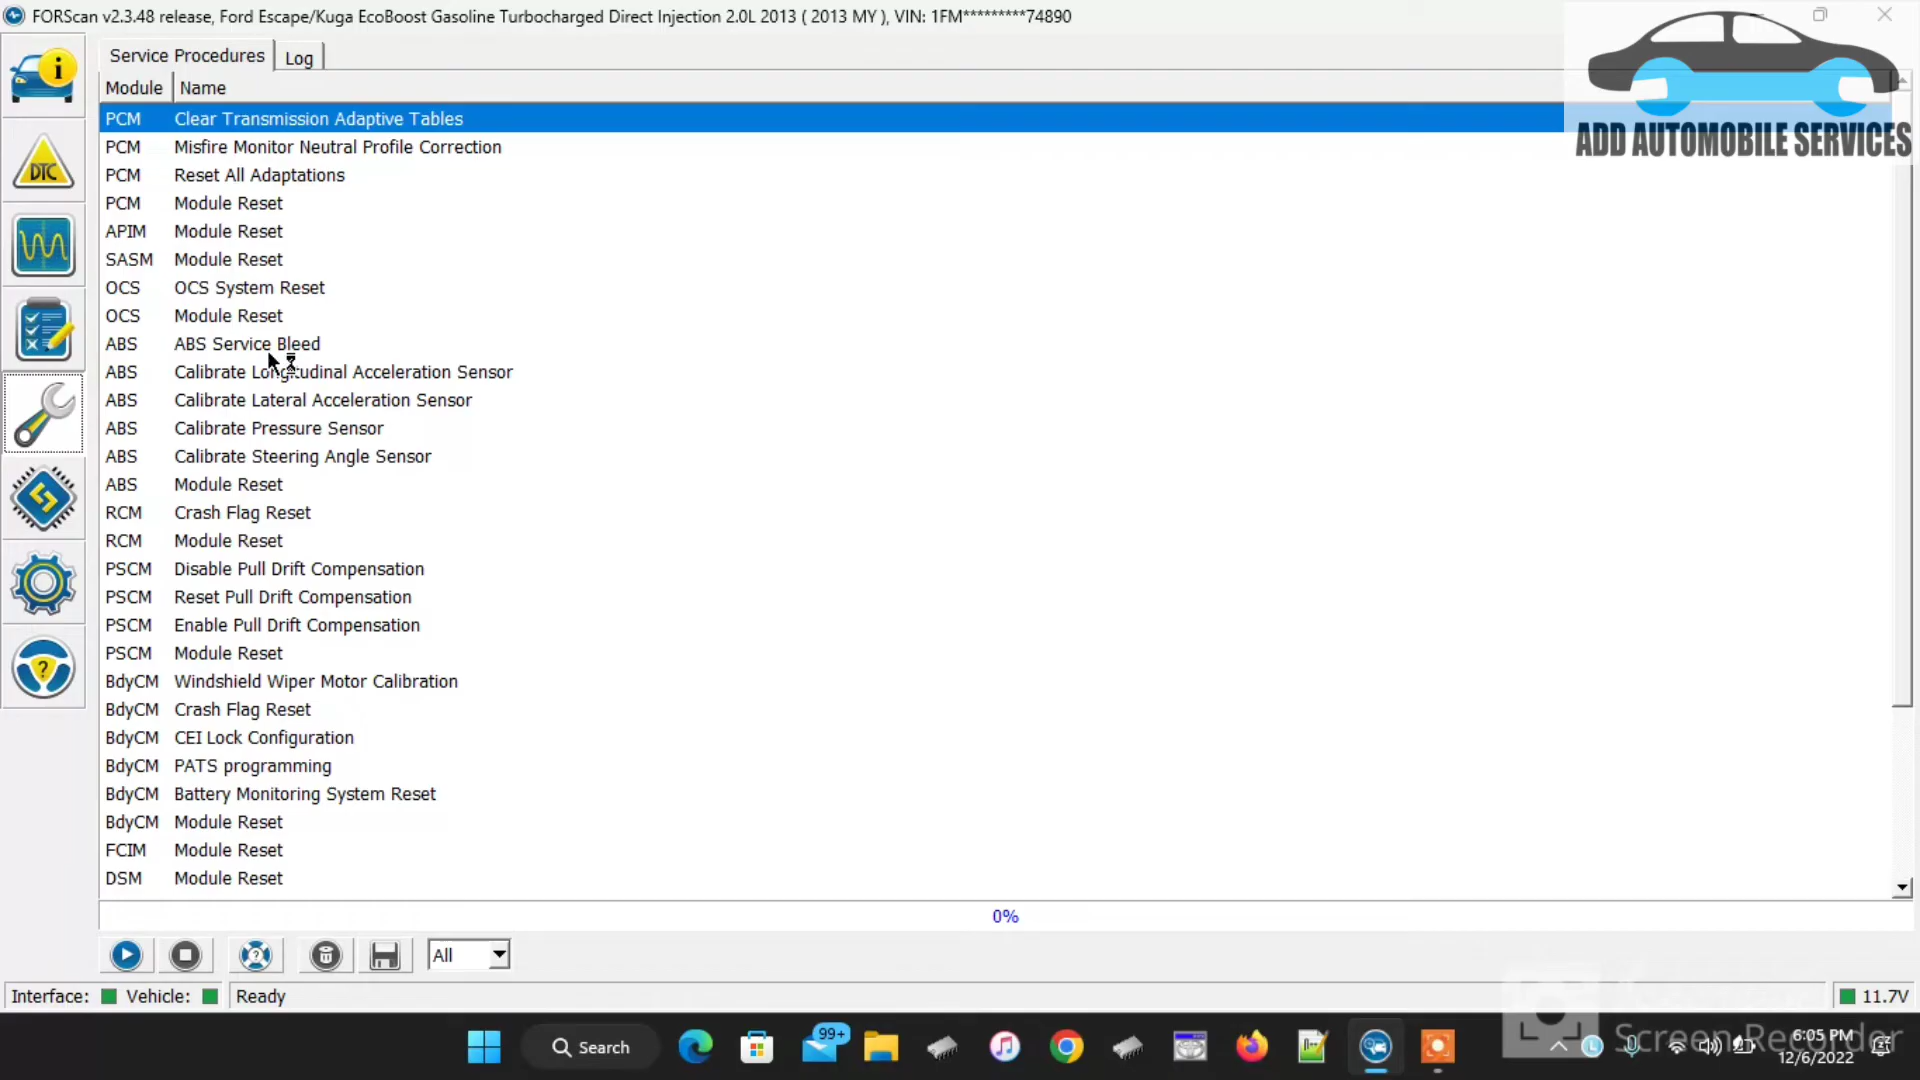 FORScan v2.3.48 release, Ford Escape/Kuga EcoBoost Gasoline Turbocharged Direct Injection 2.0L 2013 ( 2013 MY ), VIN: 1FM*********74890
ADD AUTOMOBILE SERVICES
Service Procedures Log
Module Name
PCM Clear Transmission Adaptive Tables
PCM Misfire Monitor Neutral Profile Correction
PCM Reset All Adaptations
PCM Module Reset
APIM Module Reset
SASM Module Reset
OCS OCS System Reset
OCS Module Reset
ABS ABS Service Bleed
ABS Calibrate Longitudinal Acceleration Sensor
ABS Calibrate Lateral Acceleration Sensor
ABS Calibrate Pressure Sensor
ABS Calibrate Steering Angle Sensor
ABS Module Reset
RCM Crash Flag Reset
RCM Module Reset
PSCM Disable Pull Drift Compensation
PSCM Reset Pull Drift Compensation
PSCM Enable Pull Drift Compensation
PSCM Module Reset
BdyCM Windshield Wiper Motor Calibration
BdyCM Crash Flag Reset
BdyCM CEI Lock Configuration
BdyCM PATS programming
BdyCM Battery Monitoring System Reset
BdyCM Module Reset
FCIM Module Reset
DSM Module Reset
i
DTC
?
0%
?
All
Interface: Vehicle: Ready 11.7V
Search
99+
L
Screen Recorder
6:05 PM
12/6/2022